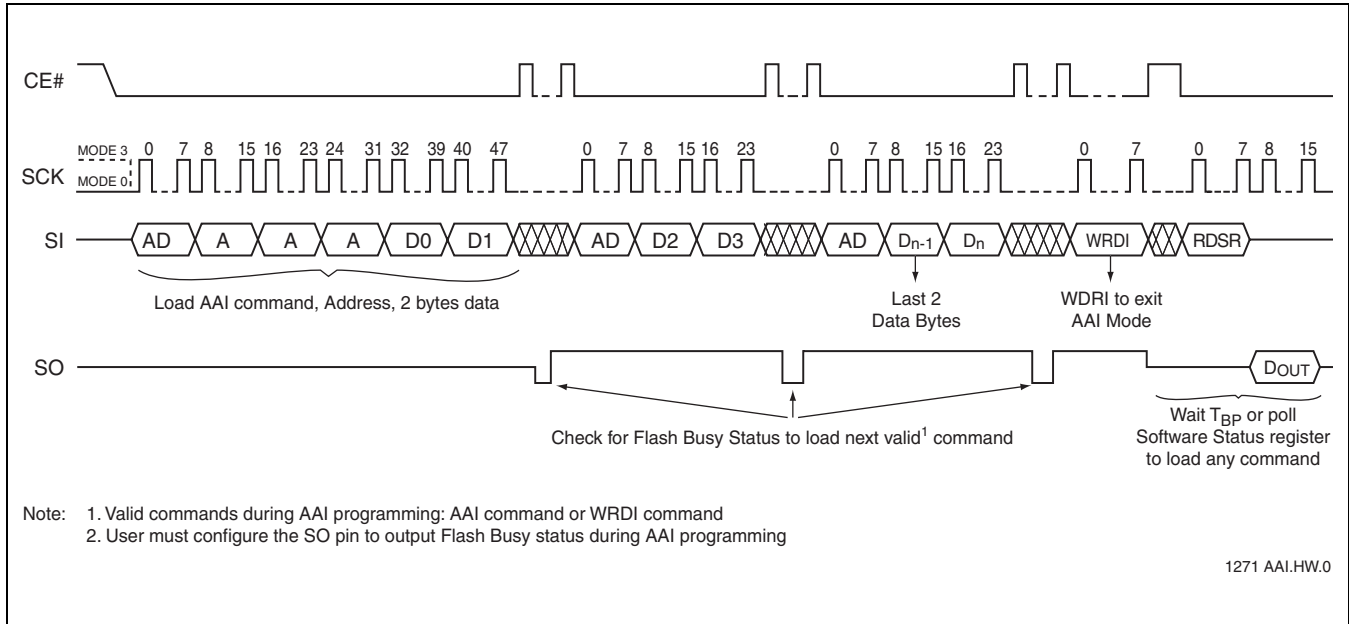 CE#
MODE 3
0 7 8 15 16 23 24 31 32 39 40 47 0 7 8 15 16 23 0 7 8 15 16 23 0 7 0 7 8 15
SCK
MODE 0
SI AD A A A D0 D1 AD D2 D3 AD Dn-1 Dn WRDI RDSR
Load AAI command, Address, 2 bytes data
Last 2
Data Bytes
WDRI to exit
AAI Mode
SO DOUT
Check for Flash Busy Status to load next valid1 command
Wait TBP or poll
Software Status register
to load any command
Note: 1. Valid commands during AAI programming: AAI command or WRDI command
2. User must configure the SO pin to output Flash Busy status during AAI programming
1271 AAI.HW.0